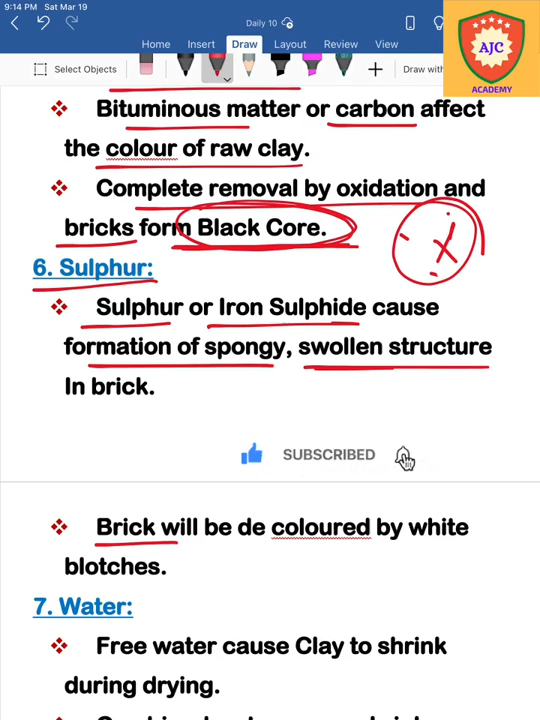 9:14 PM Sat Mar 19
Daily 10
Home Insert Draw Layout Review View
AJC
ACADEMY
Select Objects
Draw with
❖ Bituminous matter or carbon affect
the colour of raw clay.
❖ Complete removal by oxidation and
bricks form Black Core.
X
6. Sulphur:
❖ Sulphur or Iron Sulphide cause
formation of spongy, swollen structure
In brick.
SUBSCRIBED
❖ Brick will be de coloured by white
blotches.
7. Water:
❖ Free water cause Clay to shrink
during drying.